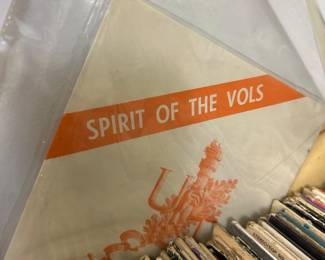 SPIRIT OF THE VOLS
U